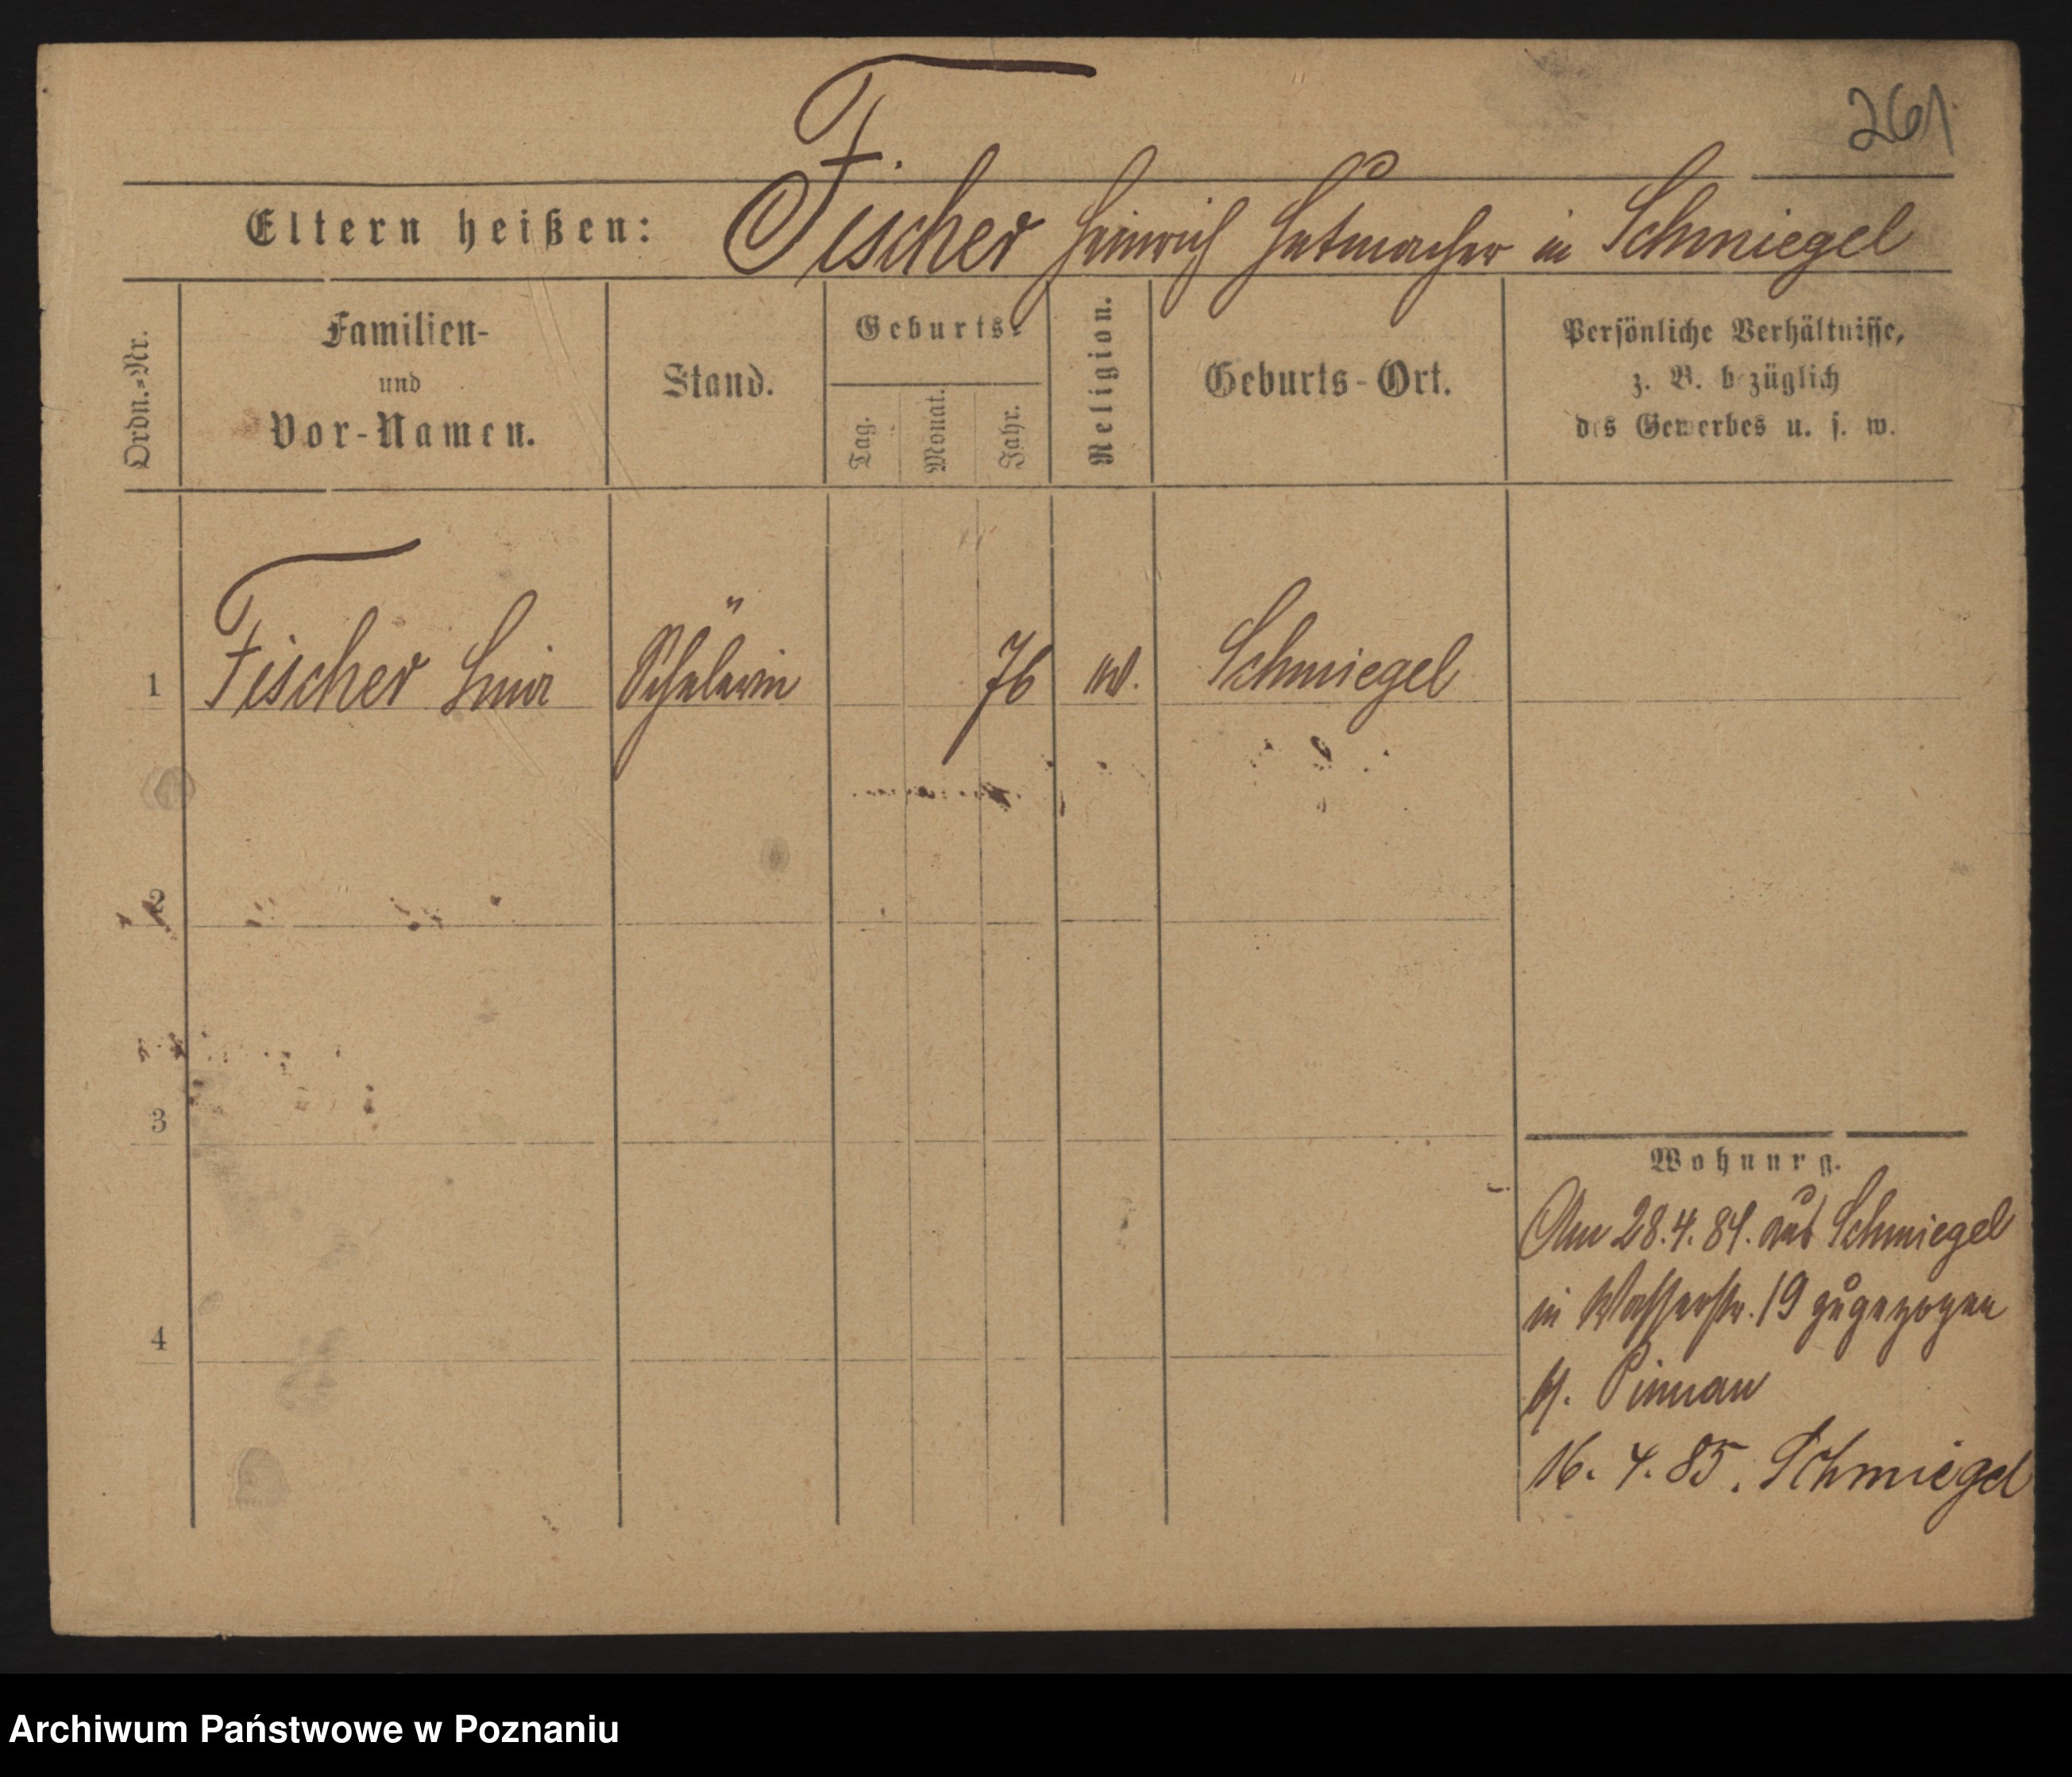 261
Eltern heißen: Fischer Heinrich Hutmacher in Schmiegel
Ordn.-Nr.
Familien-
und
Vor-Namen.
Stand.
Geburts-
Tag.
Monat.
Jahr.
Religion.
Geburts-Ort.
Persönliche Verhältnisse,
z. B. bezüglich
des Gewerbes u. s. w.
1 Fischer Schülerin 76 Schmiegel
2
3
4
Wohnung.
Am 28.4.84. aus Schmiegel
in Wasserstr. 19 zugezogen
b/. Pinnau
16. 4. 85. Schmiegel
Archiwum Państwowe w Poznaniu